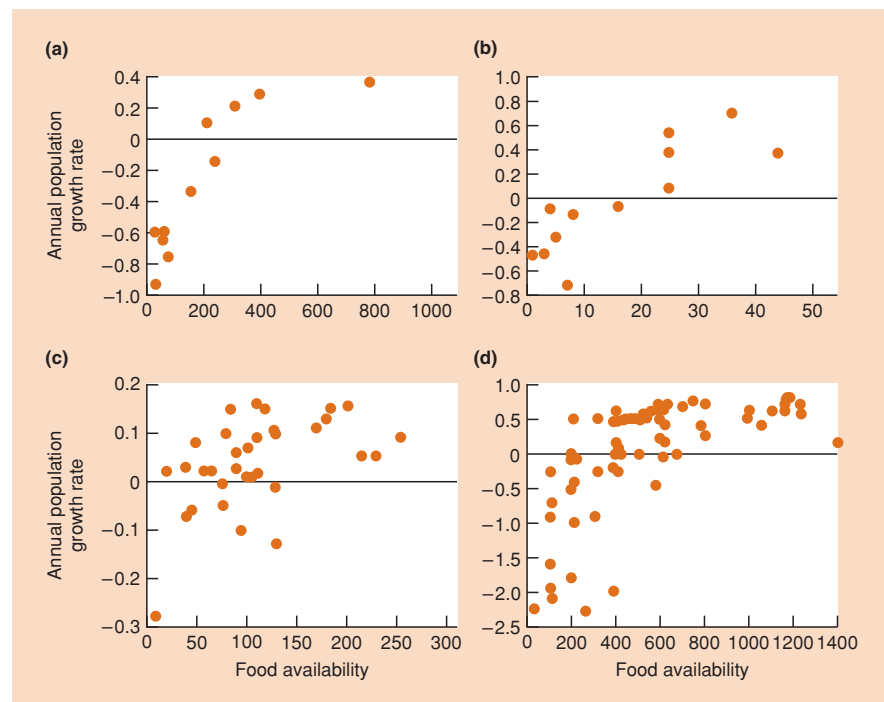 (a)
Annual population
growth rate
0.4
0.2
0
−0.2
−0.4
−0.6
−0.8
−1.0
0 200 400 600 800 1000
(b)
1.0
0.8
0.6
0.4
0.2
0
−0.2
−0.4
−0.6
−0.8
0 10 20 30 40 50
(c)
Annual population
growth rate
0.2
0.1
0
−0.1
−0.2
−0.3
0 50 100 150 200 250 300
Food availability
(d)
1.0
0.5
0
−0.5
−1.0
−1.5
−2.0
−2.5
0 200 400 600 800 1000 1200 1400
Food availability